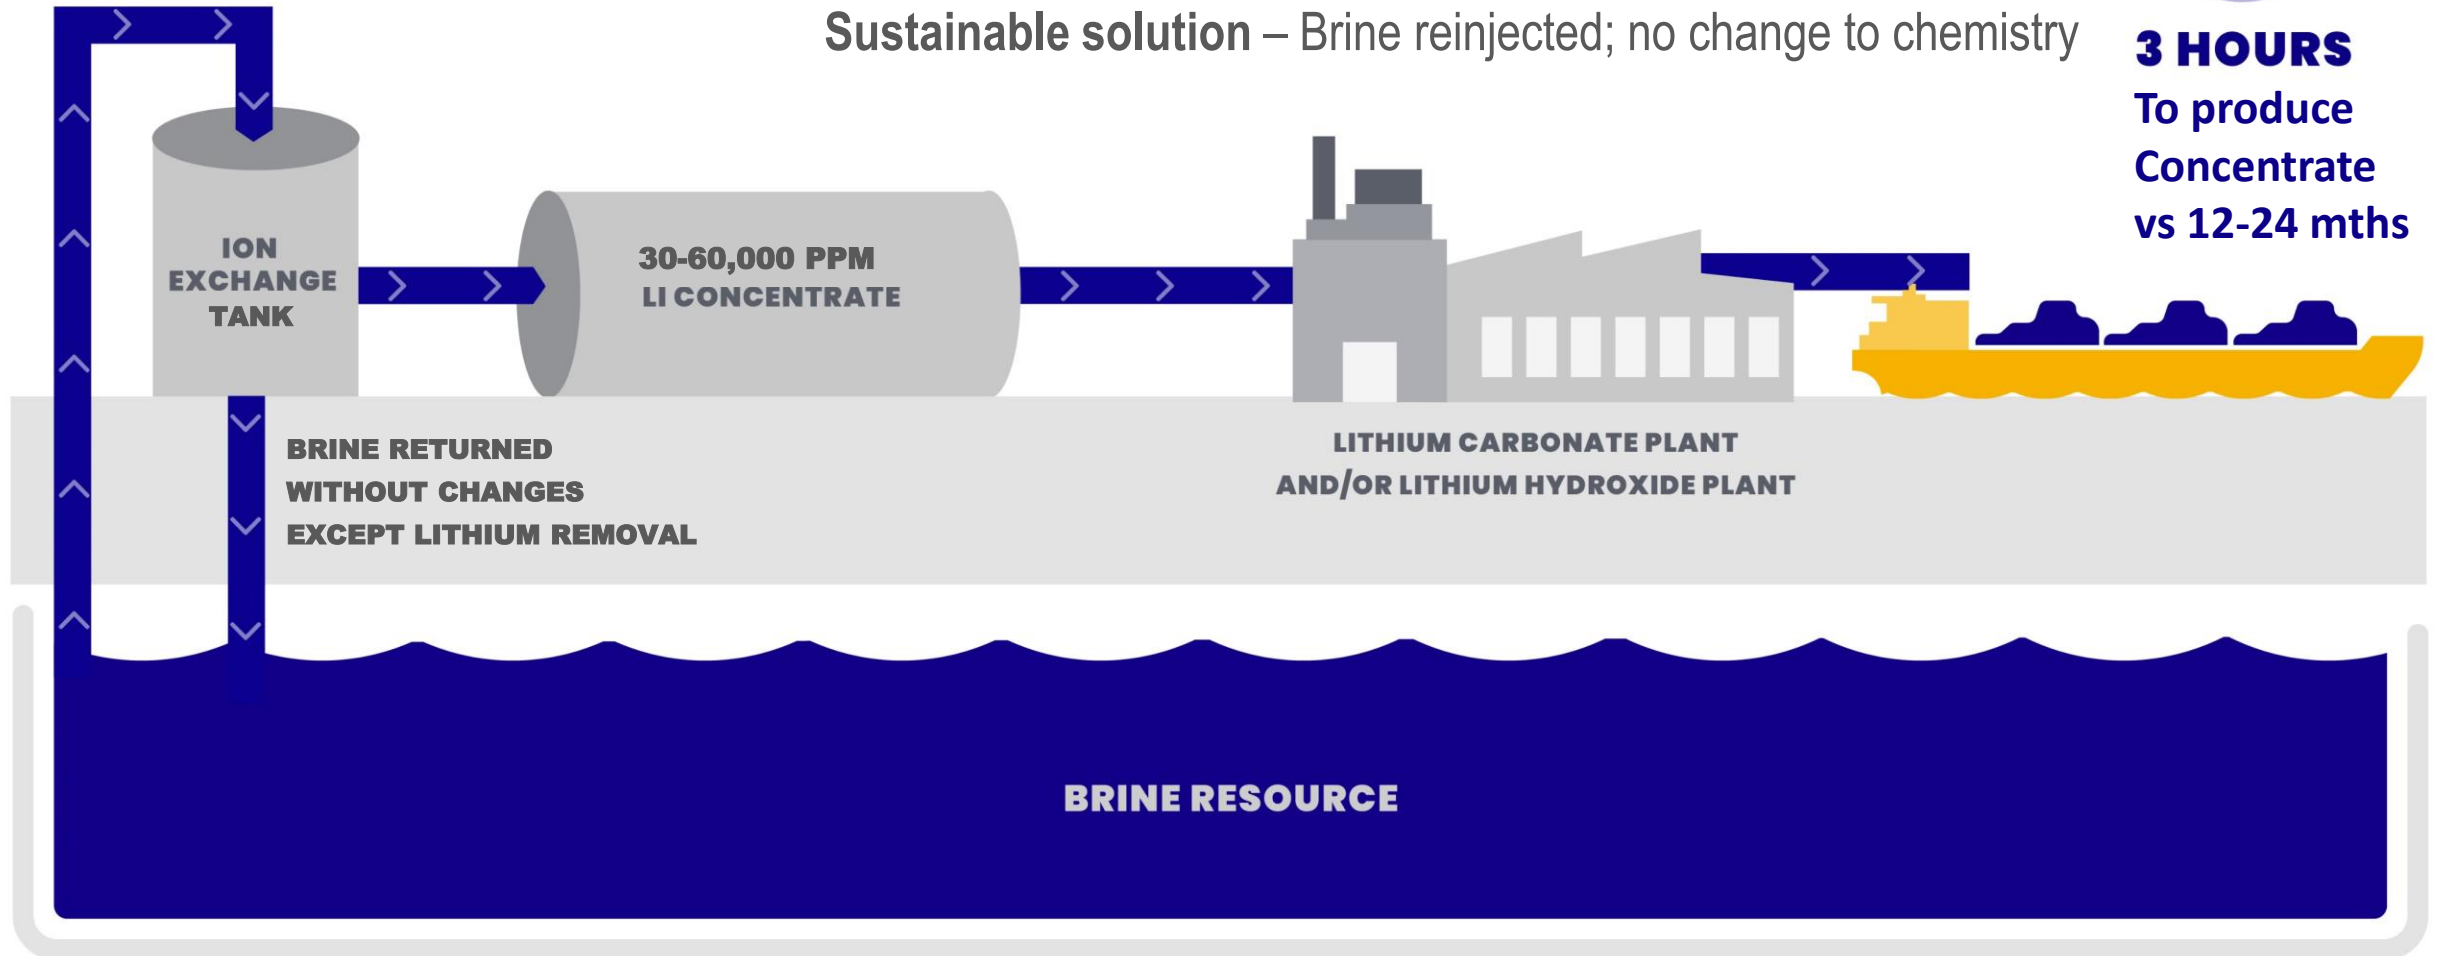 Sustainable solution – Brine reinjected; no change to chemistry
3 HOURS
To produce
Concentrate
vs 12-24 mths
ION
EXCHANGE
TANK
30-60,000 PPM
LI CONCENTRATE
BRINE RETURNED
WITHOUT CHANGES
EXCEPT LITHIUM REMOVAL
LITHIUM CARBONATE PLANT
AND/OR LITHIUM HYDROXIDE PLANT
BRINE RESOURCE